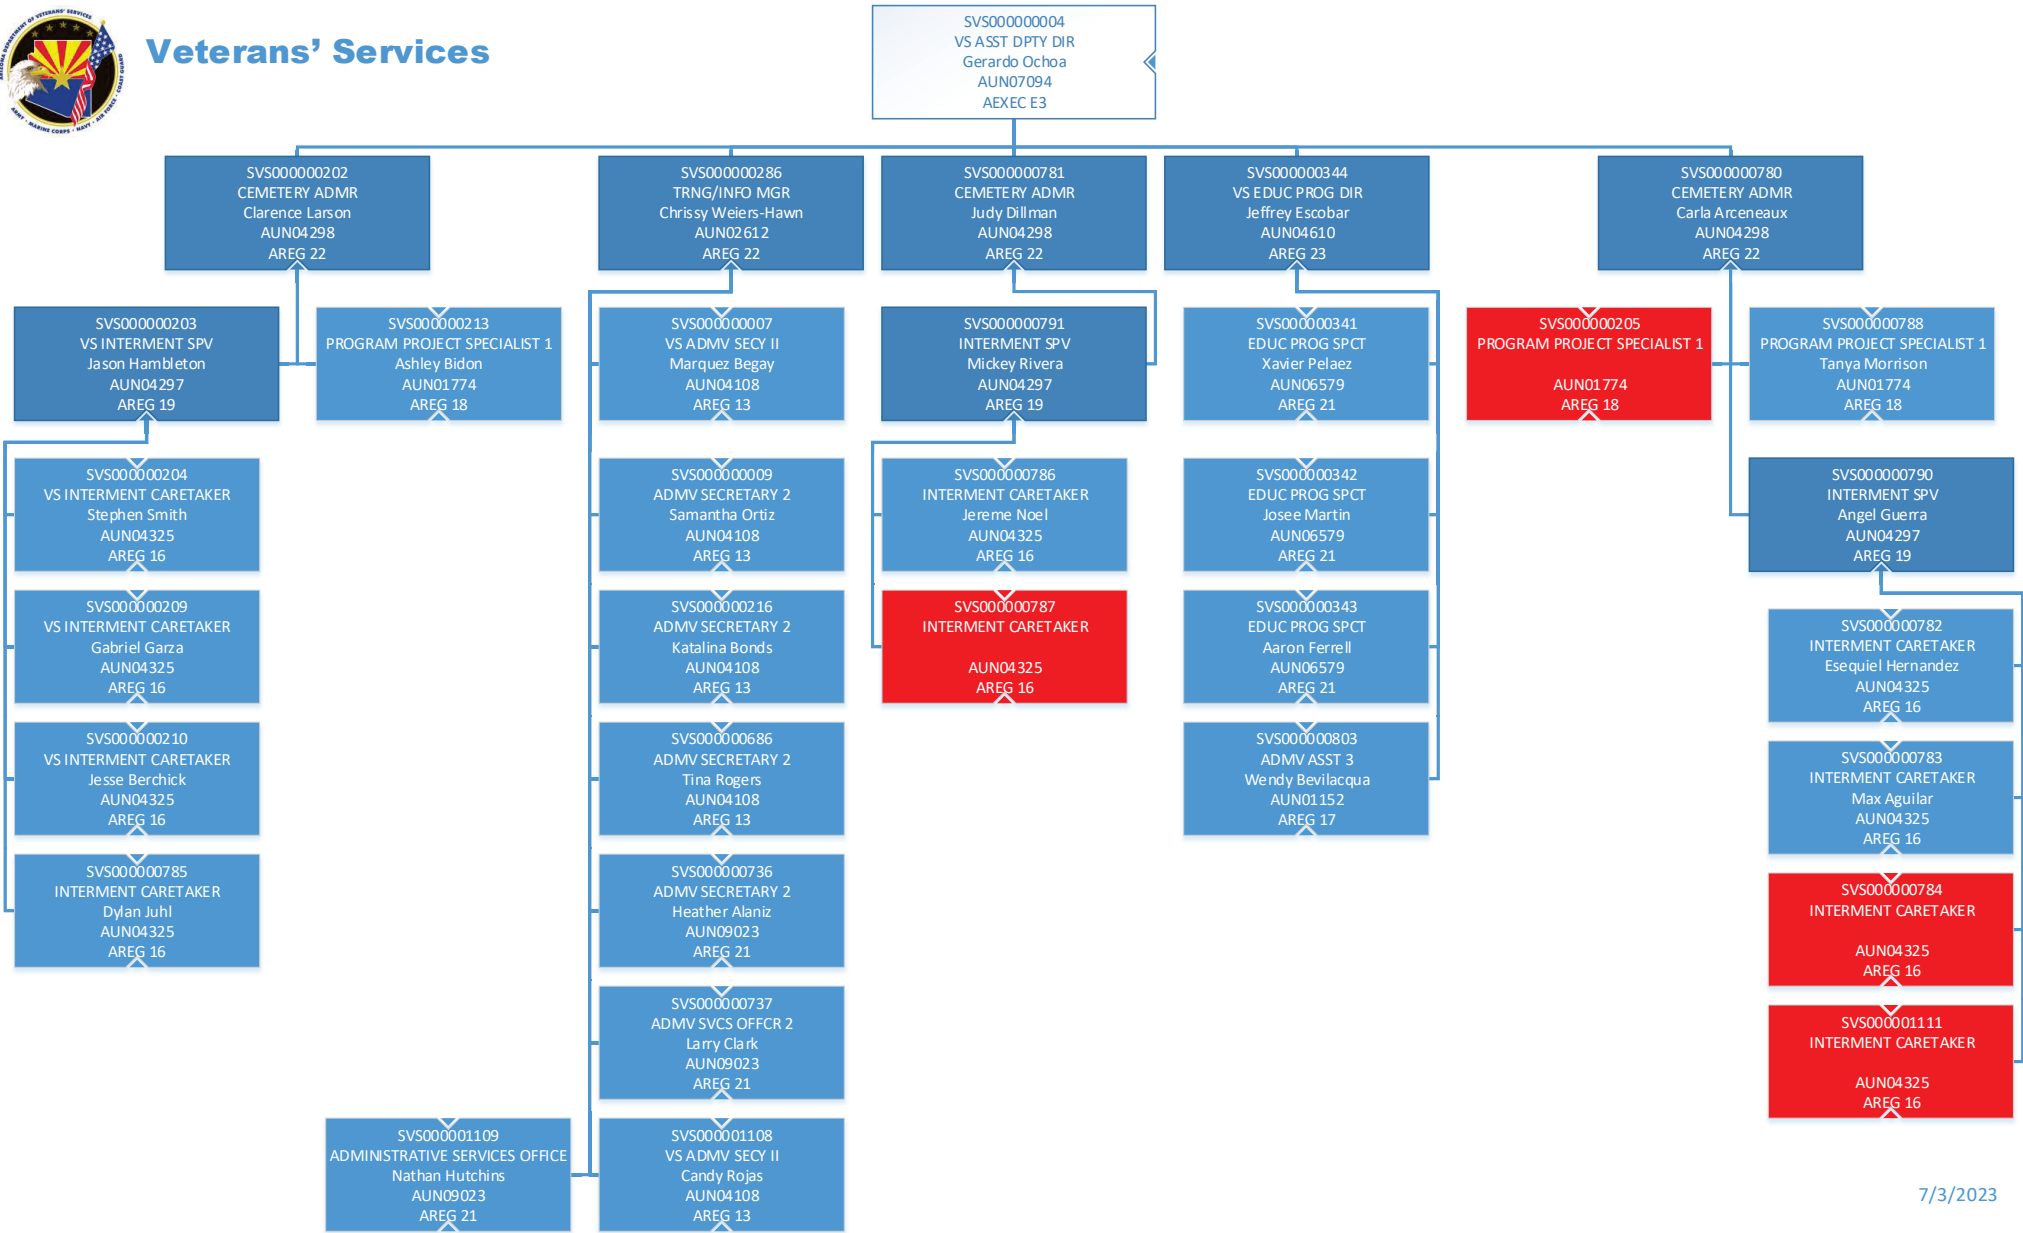 Veterans' Services
SVS000000004
VS ASST DPTY DIR
Gerardo Ochoa
AUN07094
AEXEC E3
SVS000000202
CEMETERY ADMR
Clarence Larson
AUN04298
AREG 22
SVS000000286
TRNG/INFO MGR
Chrissy Weiers-Hawn
AUN02612
AREG 22
SVS000000781
CEMETERY ADMR
Judy Dillman
AUN04298
AREG 22
SVS000000344
VS EDUC PROG DIR
Jeffrey Escobar
AUN04610
AREG 23
SVS000000780
CEMETERY ADMR
Carla Arceneaux
AUN04298
AREG 22
SVS000000203
VS INTERMENT SPV
Jason Hambleton
AUN04297
AREG 19
SVS000000213
PROGRAM PROJECT SPECIALIST 1
Ashley Bidon
AUN01774
AREG 18
SVS000000007
VS ADMV SECY II
Marquez Begay
AUN04108
AREG 13
SVS000000791
INTERMENT SPV
Mickey Rivera
AUN04297
AREG 19
SVS000000341
EDUC PROG SPCT
Xavier Pelaez
AUN06579
AREG 21
SVS000000205
PROGRAM PROJECT SPECIALIST 1
AUN01774
AREG 18
SVS000000788
PROGRAM PROJECT SPECIALIST 1
Tanya Morrison
AUN01774
AREG 18
SVS000000204
VS INTERMENT CARETAKER
Stephen Smith
AUN04325
AREG 16
SVS000000009
ADMV SECRETARY 2
Samantha Ortiz
AUN04108
AREG 13
SVS000000786
INTERMENT CARETAKER
Jereme Noel
AUN04325
AREG 16
SVS000000342
EDUC PROG SPCT
Josee Martin
AUN06579
AREG 21
SVS000000790
INTERMENT SPV
Angel Guerra
AUN04297
AREG 19
SVS000000209
VS INTERMENT CARETAKER
Gabriel Garza
AUN04325
AREG 16
SVS000000216
ADMV SECRETARY 2
Katalina Bonds
AUN04108
AREG 13
SVS000000787
INTERMENT CARETAKER
AUN04325
AREG 16
SVS000000343
EDUC PROG SPCT
Aaron Ferrell
AUN06579
AREG 21
SVS000000782
INTERMENT CARETAKER
Esequiel Hernandez
AUN04325
AREG 16
SVS000000210
VS INTERMENT CARETAKER
Jesse Berchick
AUN04325
AREG 16
SVS000000686
ADMV SECRETARY 2
Tina Rogers
AUN04108
AREG 13
SVS000000803
ADMV ASST 3
Wendy Bevilacqua
AUN01152
AREG 17
SVS000000783
INTERMENT CARETAKER
Max Aguilar
AUN04325
AREG 16
SVS000000785
INTERMENT CARETAKER
Dylan Juhl
AUN04325
AREG 16
SVS000000736
ADMV SECRETARY 2
Heather Alaniz
AUN09023
AREG 21
SVS000000784
INTERMENT CARETAKER
AUN04325
AREG 16
SVS000000737
ADMV SVCS OFFCR 2
Larry Clark
AUN09023
AREG 21
SVS000001111
INTERMENT CARETAKER
AUN04325
AREG 16
SVS000001109
ADMINISTRATIVE SERVICES OFFICE
Nathan Hutchins
AUN09023
AREG 21
SVS000001108
VS ADMV SECY II
Candy Rojas
AUN04108
AREG 13
7/3/2023